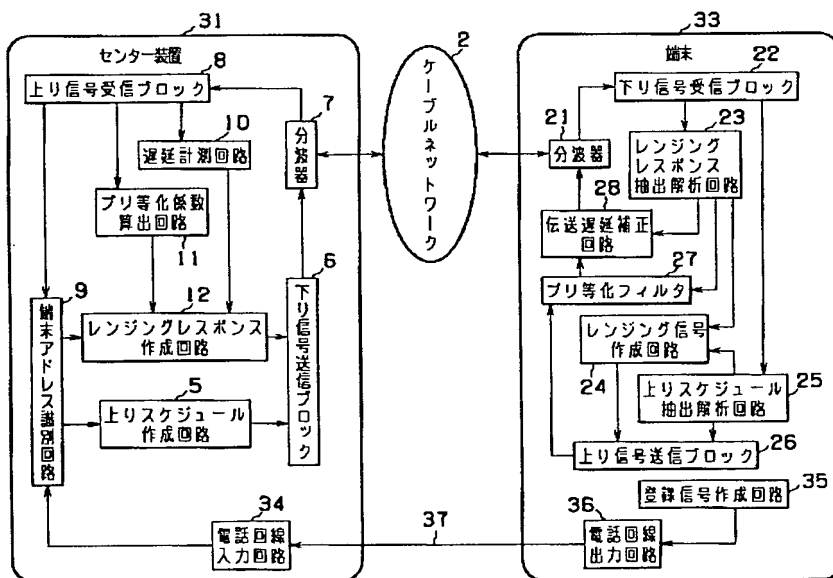 31
センター装置
8
上り信号受信ブロック
7
分波器
10
遅延計測回路
プリ等化係数
算出回路
11
6
下り信号送信ブロック
9
端末アドレス識別回路
12
レンジングレスポンス
作成回路
5
上りスケジュール
作成回路
34
電話回線
入力回路
2
ケーブルネットワーク
37
33
端末
22
下り信号受信ブロック
21
分波器
23
レンジング
レスポンス
抽出解析回路
28
伝送遅延補正
回路
27
プリ等化フィルタ
レンジング信号
作成回路
24
上りスケジュール
抽出解析回路
25
上り信号送信ブロック
26
登録信号作成回路
35
36
電話回線
出力回路